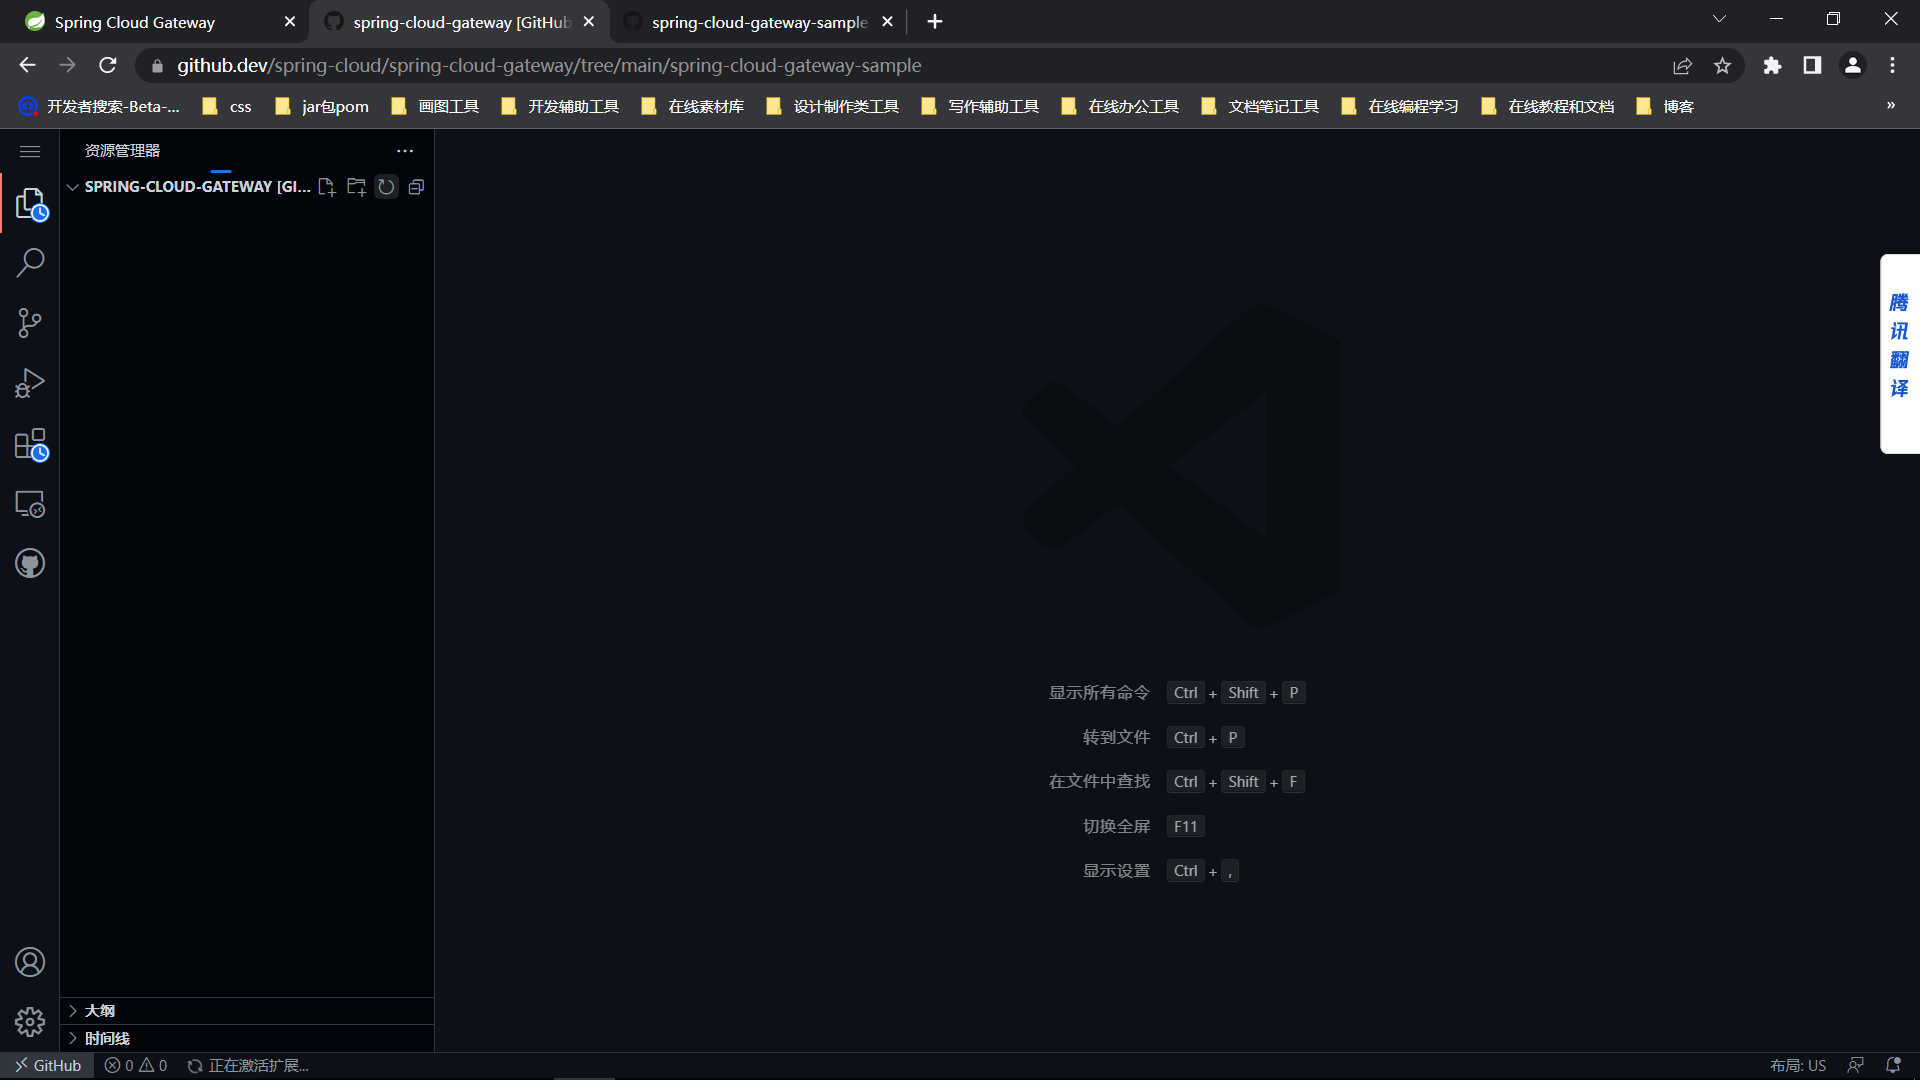 Spring Cloud Gateway
spring-cloud-gateway [GitHub
spring-cloud-gateway-sample
github.dev/spring-cloud/spring-cloud-gateway/tree/main/spring-cloud-gateway-sample
开发者搜索-Beta-...
css
jar包pom
画图工具
开发辅助工具
在线素材库
设计制作类工具
写作辅助工具
在线办公工具
文档笔记工具
在线编程学习
在线教程和文档
博客
»
资源管理器
SPRING-CLOUD-GATEWAY [GI...
腾
讯
翻
译
显示所有命令 Ctrl + Shift + P
转到文件 Ctrl + P
在文件中查找 Ctrl + Shift + F
切换全屏 F11
显示设置 Ctrl + ,
大纲
时间线
GitHub 0 0 正在激活扩展... 布局: US